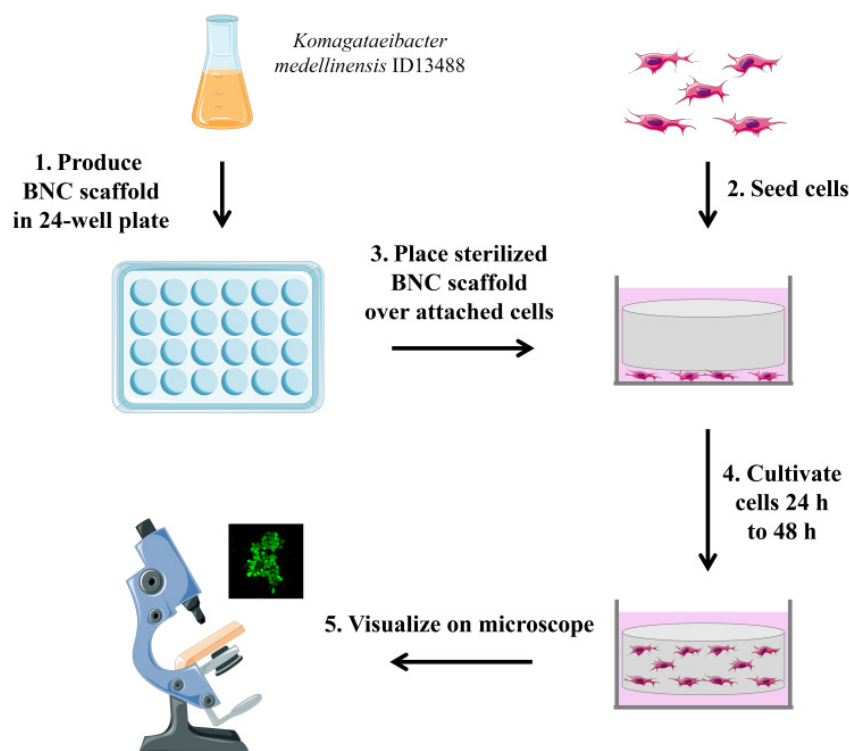 Komagataeibacter
medellinensis ID13488
1. Produce
BNC scaffold
in 24-well plate
2. Seed cells
3. Place sterilized
BNC scaffold
over attached cells
4. Cultivate
cells 24 h
to 48 h
5. Visualize on microscope